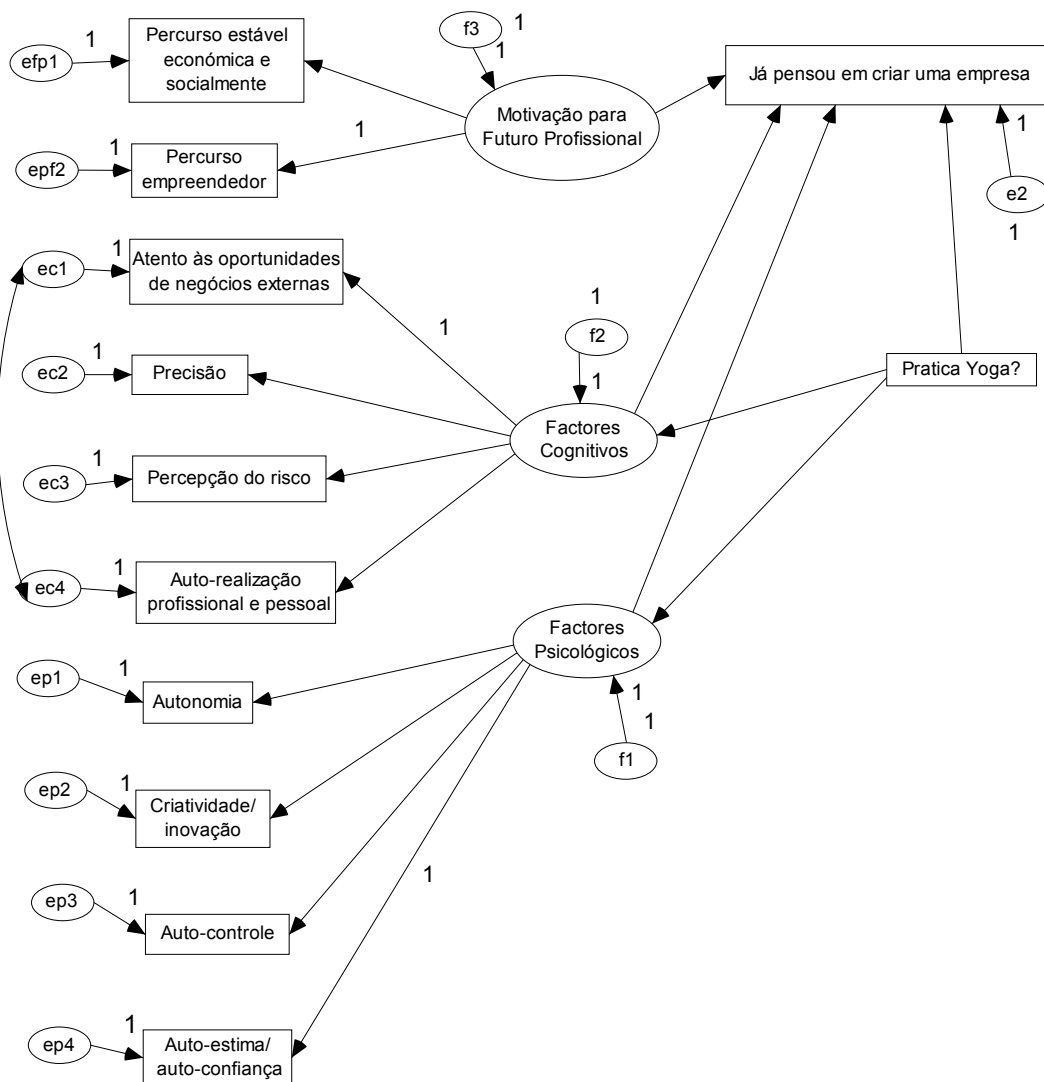 f3
1
1
1
efp1
Percurso estável
económica e
socialmente
Já pensou em criar uma empresa
Motivação para
Futuro Profissional
1
1
epf2
1
Percurso
empreendedor
e2
1
ec1
1
Atento às oportunidades
de negócios externas
1
f2
1
1
ec2
1
Precisão
Pratica Yoga?
Factores
Cognitivos
ec3
1
Percepção do risco
ec4
1
Auto-realização
profissional e pessoal
Factores
Psicológicos
ep1
1
Autonomia
1
1
f1
ep2
1
Criatividade/
inovação
1
ep3
1
Auto-controle
ep4
1
Auto-estima/
auto-confiança